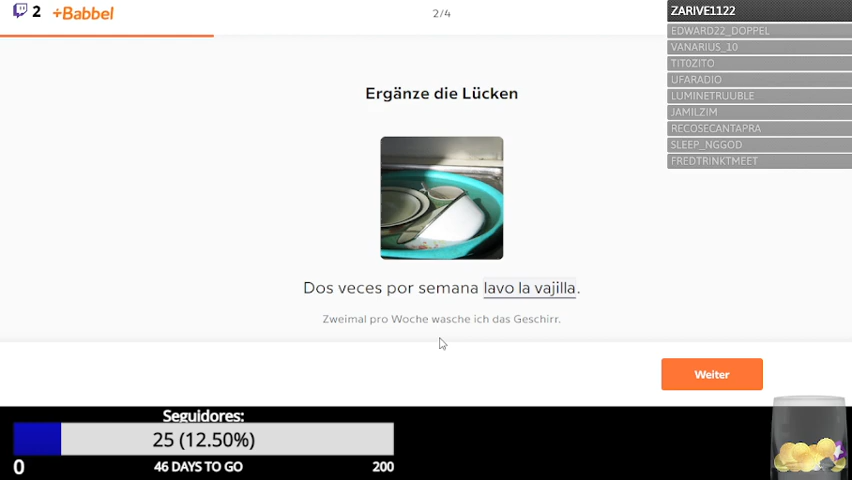 2 +Babbel
2/4
ZARIVE1122
EDWARD22_DOPPEL
VANARIUS_10
TIT0ZITO
UFARADIO
LUMINETRUUBLE
JAMILZIM
RECOSECANTAPRA
SLEEP_NGGOD
FREDTRINKTMEET
Ergänze die Lücken
Dos veces por semana lavo la vajilla.
Zweimal pro Woche wasche ich das Geschirr.
Weiter
Seguidores:
25 (12.50%)
0 46 DAYS TO GO 200